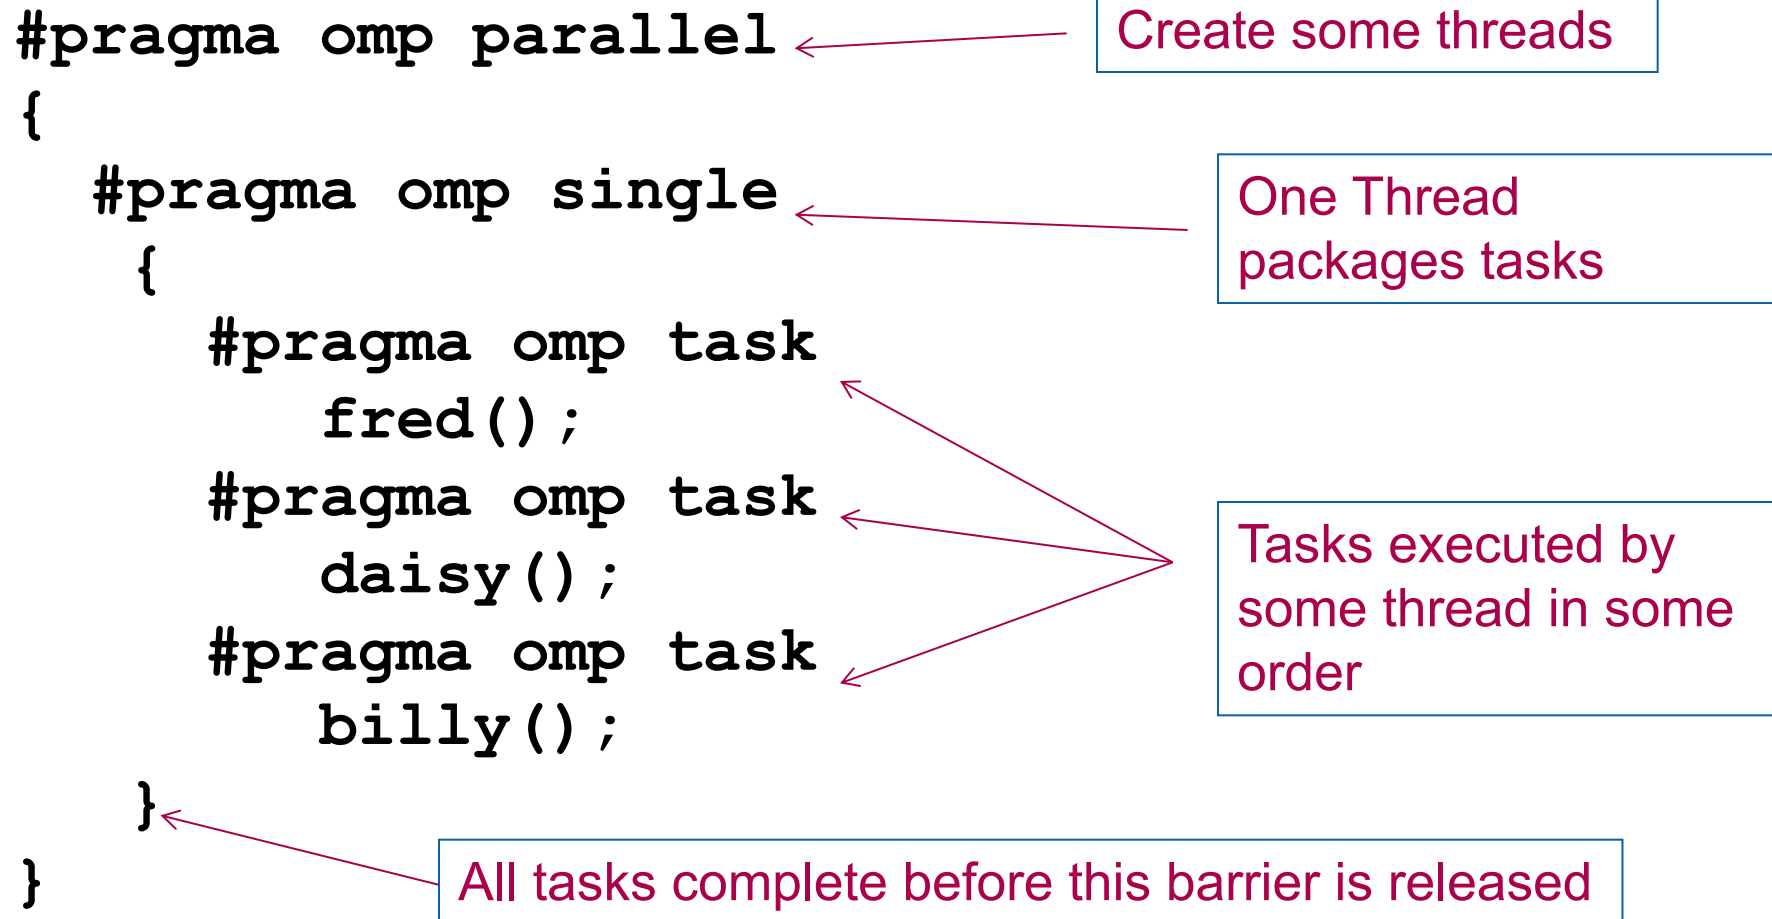 #pragma omp parallel
Create some threads
{
#pragma omp single
One Thread
packages tasks
{
#pragma omp task
fred();
#pragma omp task
daisy();
#pragma omp task
billy();
Tasks executed by
some thread in some
order
}
}
All tasks complete before this barrier is released